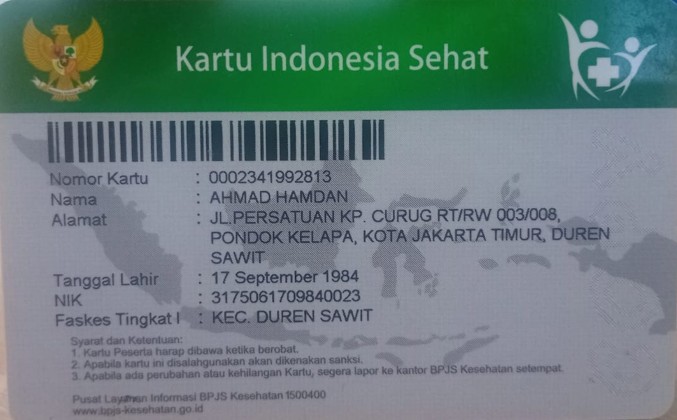 Kartu Indonesia Sehat
Nomor Kartu : 0002341992813
Nama : AHMAD HAMDAN
Alamat : JL.PERSATUAN KP. CURUG RT/RW 003/008,
PONDOK KELAPA, KOTA JAKARTA TIMUR, DUREN
SAWIT
Tanggal Lahir : 17 September 1984
NIK : 3175061709840023
Faskes Tingkat I : KEC. DUREN SAWIT
Syarat dan Ketentuan:
1. Kartu Peserta harap dibawa ketika berobat.
2. Apabila kartu ini disalahgunakan akan dikenakan sanksi.
3. Apabila ada perubahan atau kehilangan Kartu, segera lapor ke kantor BPJS Kesehatan setempat.
Pusat Layanan Informasi BPJS Kesehatan 1500400
www.bpjs-kesehatan.go.id